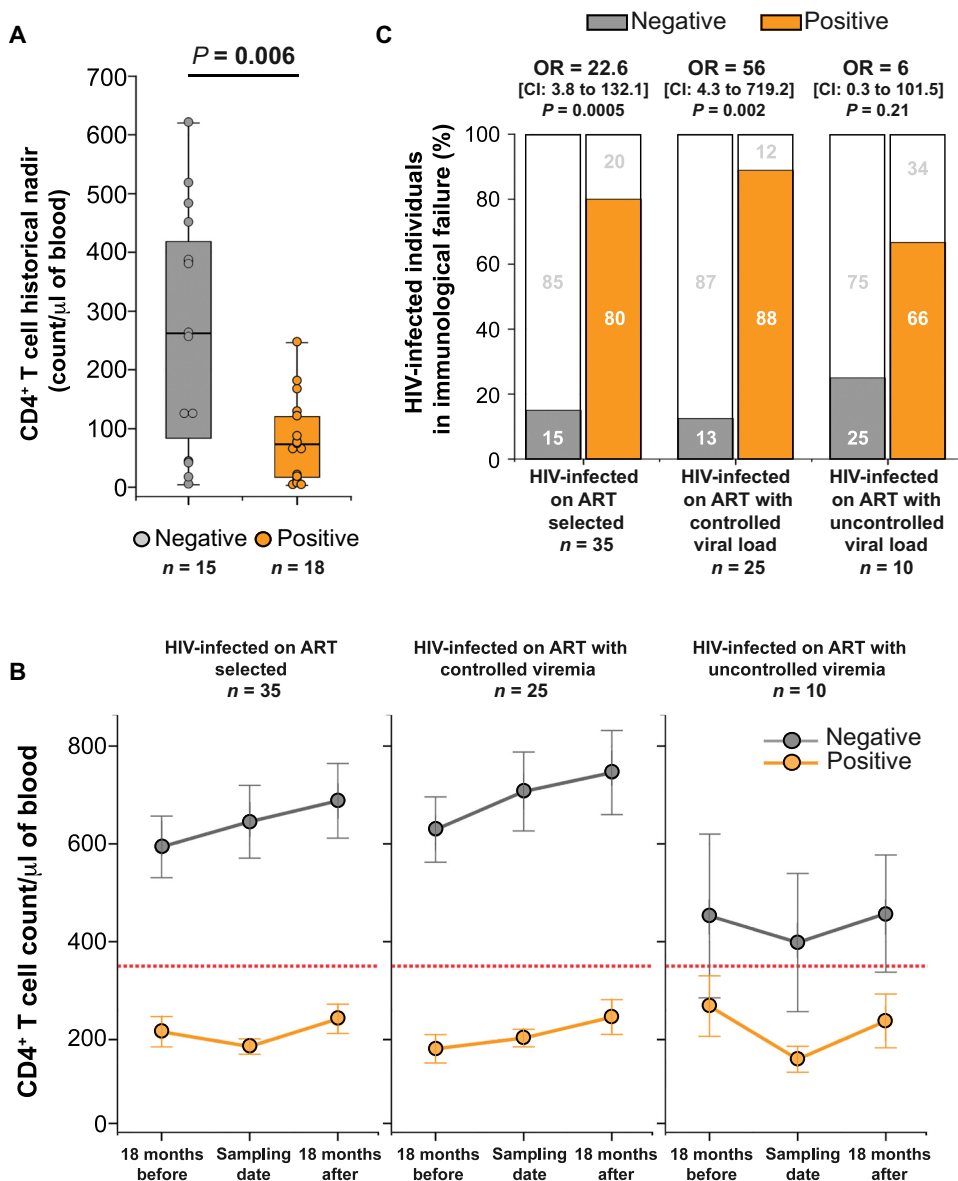 A
P = 0.006
700
600
500
400
300
200
100
0
CD4⁺ T cell historical nadir
(count/μl of blood)
Negative Positive
n = 15 n = 18
C
Negative Positive
OR = 22.6 OR = 56 OR = 6
[CI: 3.8 to 132.1] [CI: 4.3 to 719.2] [CI: 0.3 to 101.5]
P = 0.0005 P = 0.002 P = 0.21
HIV-infected individuals
in immunological failure (%)
100
80
60
40
20
0
20 12 34
85 87 75
80 88 66
15 13 25
HIV-infected
on ART
selected
n = 35
HIV-infected
on ART with
controlled
viral load
n = 25
HIV-infected
on ART with
uncontrolled
viral load
n = 10
B
HIV-infected on ART
selected
n = 35
HIV-infected on ART with
controlled viremia
n = 25
HIV-infected on ART with
uncontrolled viremia
n = 10
CD4⁺ T cell count/μl of blood
800
600
400
200
0
Negative
Positive
18 months
before
Sampling
date
18 months
after
18 months
before
Sampling
date
18 months
after
18 months
before
Sampling
date
18 months
after